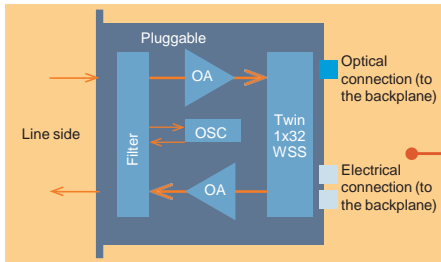 Pluggable
OA
Optical
connection (to
the backplane)
Line side
Filter
OSC
Twin
1x32
WSS
OA
Electrical
connection (to
the backplane)